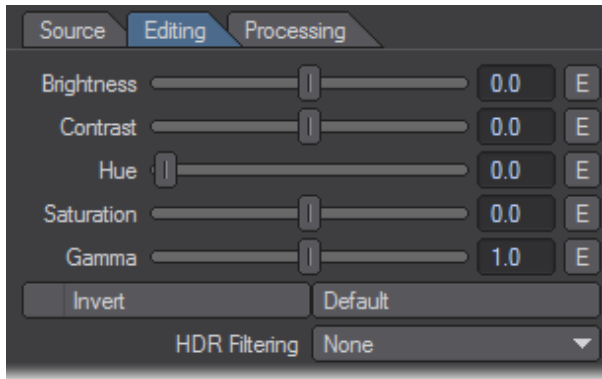 Source Editing Processing
Brightness 0.0 E
Contrast 0.0 E
Hue 0.0 E
Saturation 0.0 E
Gamma 1.0 E
Invert Default
HDR Filtering None